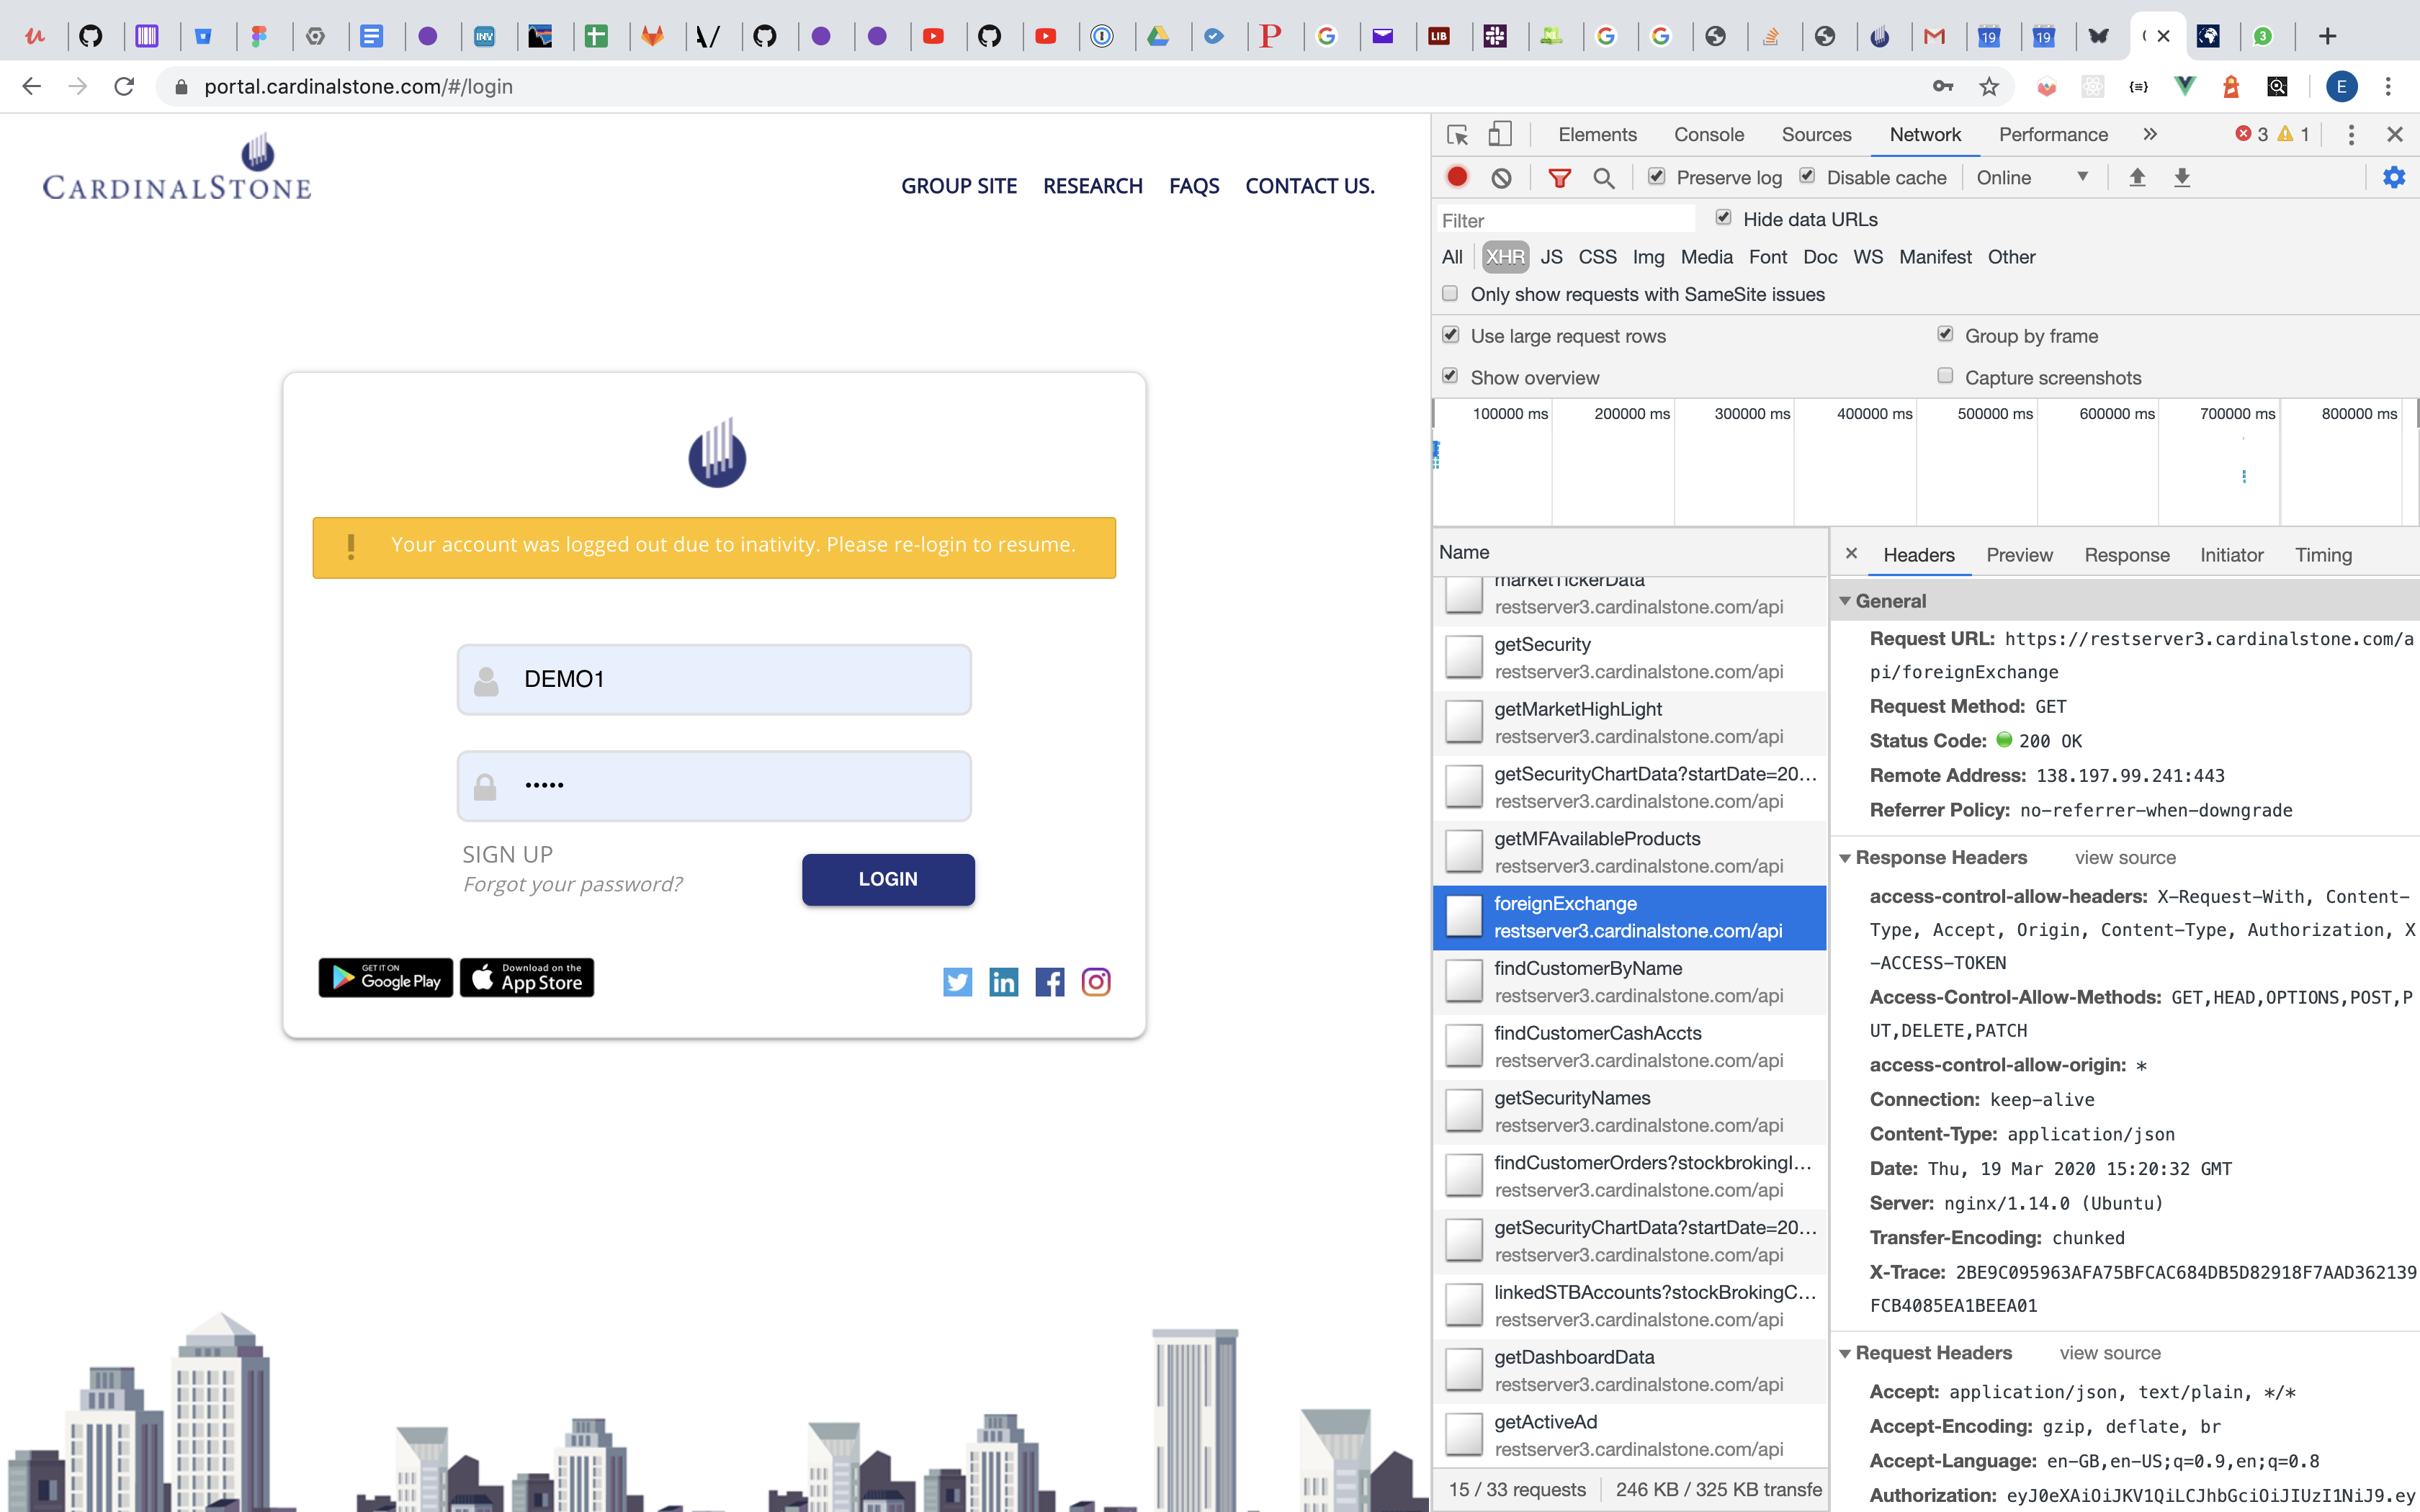 portal.cardinalstone.com/#/login
E
CARDINALSTONE
GROUP SITE RESEARCH FAQS CONTACT US.
Your account was logged out due to inativity. Please re-login to resume.
DEMO1
•••••
SIGN UP
Forgot your password?
LOGIN
GET IT ON
Google Play
Download on the
App Store
Elements Console Sources Network Performance 3 1
Preserve log Disable cache Online
Filter Hide data URLs
All XHR JS CSS Img Media Font Doc WS Manifest Other
Only show requests with SameSite issues
Use large request rows Group by frame
Show overview Capture screenshots
100000 ms 200000 ms 300000 ms 400000 ms 500000 ms 600000 ms 700000 ms 800000 ms
Name
marketTickerData
restserver3.cardinalstone.com/api
getSecurity
restserver3.cardinalstone.com/api
getMarketHighLight
restserver3.cardinalstone.com/api
getSecurityChartData?startDate=20...
restserver3.cardinalstone.com/api
getMFAvailableProducts
restserver3.cardinalstone.com/api
foreignExchange
restserver3.cardinalstone.com/api
findCustomerByName
restserver3.cardinalstone.com/api
findCustomerCashAccts
restserver3.cardinalstone.com/api
getSecurityNames
restserver3.cardinalstone.com/api
findCustomerOrders?stockbrokingI...
restserver3.cardinalstone.com/api
getSecurityChartData?startDate=20...
restserver3.cardinalstone.com/api
linkedSTBAccounts?stockBrokingC...
restserver3.cardinalstone.com/api
getDashboardData
restserver3.cardinalstone.com/api
getActiveAd
restserver3.cardinalstone.com/api
15 / 33 requests 246 KB / 325 KB transfe
Headers Preview Response Initiator Timing
General
Request URL: https://restserver3.cardinalstone.com/a
pi/foreignExchange
Request Method: GET
Status Code: 200 OK
Remote Address: 138.197.99.241:443
Referrer Policy: no-referrer-when-downgrade
Response Headers view source
access-control-allow-headers: X-Request-With, Content-
Type, Accept, Origin, Content-Type, Authorization, X
-ACCESS-TOKEN
Access-Control-Allow-Methods: GET,HEAD,OPTIONS,POST,P
UT,DELETE,PATCH
access-control-allow-origin: *
Connection: keep-alive
Content-Type: application/json
Date: Thu, 19 Mar 2020 15:20:32 GMT
Server: nginx/1.14.0 (Ubuntu)
Transfer-Encoding: chunked
X-Trace: 2BE9C095963AFA75BFCAC684DB5D82918F7AAD362139
FCB4085EA1BEEA01
Request Headers view source
Accept: application/json, text/plain, */*
Accept-Encoding: gzip, deflate, br
Accept-Language: en-GB,en-US;q=0.9,en;q=0.8
Authorization: eyJ0eXAiOiJKV1QiLCJhbGciOiJIUzI1NiJ9.ey